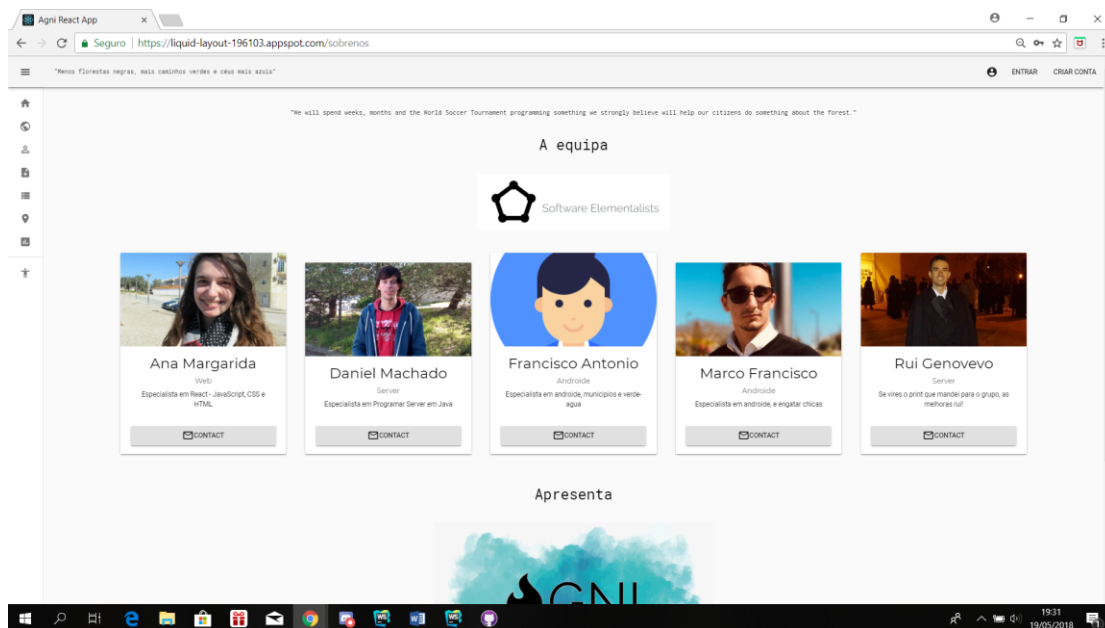 Agni React App
Seguro | https://liquid-layout-196103.appspot.com/sobrenos
"Menos florestas negras, mais caminhos verdes e céus mais azuis"
ENTRAR
CRIAR CONTA
"We will spend weeks, months and the World Soccer Tournament programming something we strongly believe will help our citizens do something about the forest."
A equipa
Software Elementalists
Ana Margarida
Web
Especialista em React - JavaScript, CSS e
HTML
CONTACT
Daniel Machado
Server
Especialista em Programar Server em Java
CONTACT
Francisco Antonio
Androide
Especialista em androide, municipios e verde-
agua
CONTACT
Marco Francisco
Androide
Especialista em androide, e engatar chicas
CONTACT
Rui Genovevo
Server
Se vires o print que mandei para o grupo, as
melhoras rui!
CONTACT
Apresenta
AGNI
19:31
19/05/2018